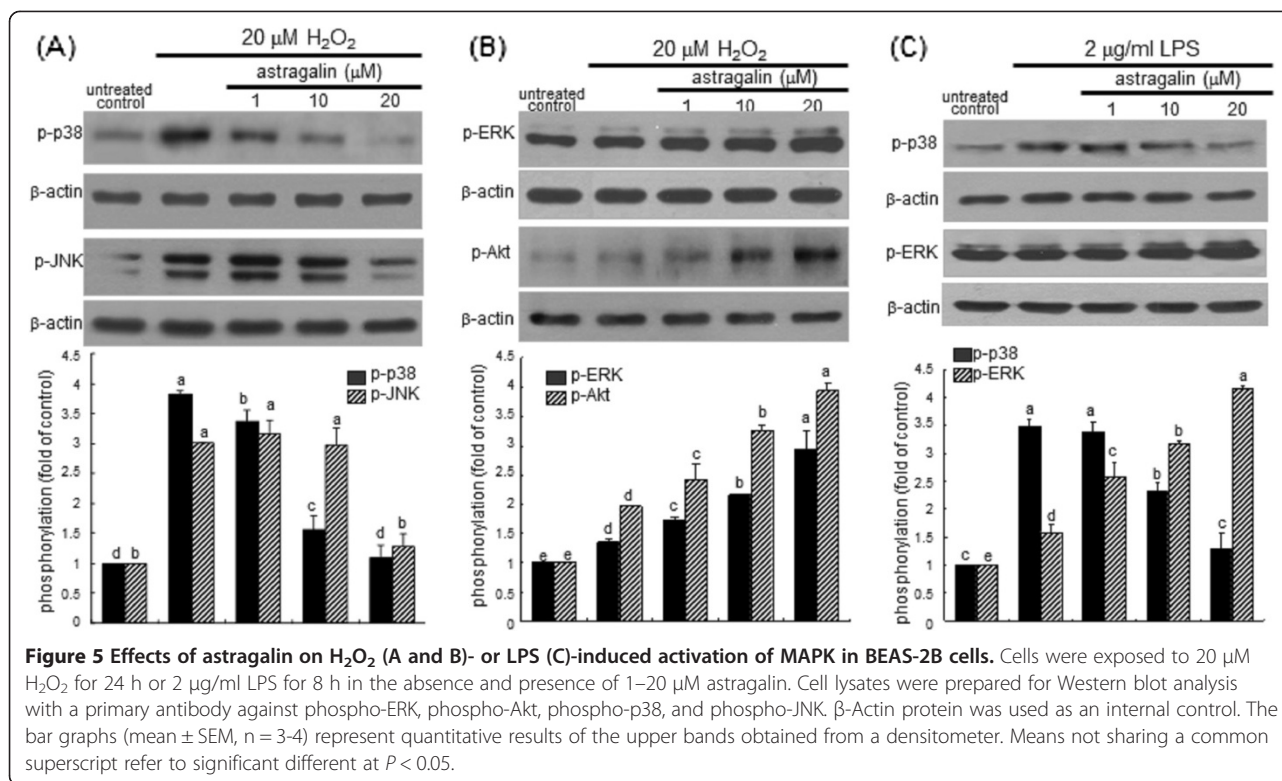 (A)
20 μM H₂O₂
astragalin (μM)
untreated
control
1 10 20
p-p38
β-actin
p-JNK
β-actin
phosphorylation (fold of control)
4.5
4
3.5
3
2.5
2
1.5
1
0.5
0
p-p38
p-JNK
d b a a b a c a d b
(B)
20 μM H₂O₂
astragalin (μM)
untreated
control
1 10 20
p-ERK
β-actin
p-Akt
β-actin
phosphorylation (fold of control)
4.5
4
3.5
3
2.5
2
1.5
1
0.5
0
p-ERK
p-Akt
e e d d c c b b a a
(C)
2 μg/ml LPS
astragalin (μM)
untreated
control
1 10 20
p-p38
β-actin
p-ERK
β-actin
phosphorylation (fold of control)
4.5
4
3.5
3
2.5
2
1.5
1
0.5
0
p-p38
p-ERK
c e a d a c b b c a
Figure 5 Effects of astragalin on H₂O₂ (A and B)- or LPS (C)-induced activation of MAPK in BEAS-2B cells. Cells were exposed to 20 μM
H₂O₂ for 24 h or 2 μg/ml LPS for 8 h in the absence and presence of 1–20 μM astragalin. Cell lysates were prepared for Western blot analysis
with a primary antibody against phospho-ERK, phospho-Akt, phospho-p38, and phospho-JNK. β-Actin protein was used as an internal control. The
bar graphs (mean ± SEM, n = 3-4) represent quantitative results of the upper bands obtained from a densitometer. Means not sharing a common
superscript refer to significant different at P < 0.05.